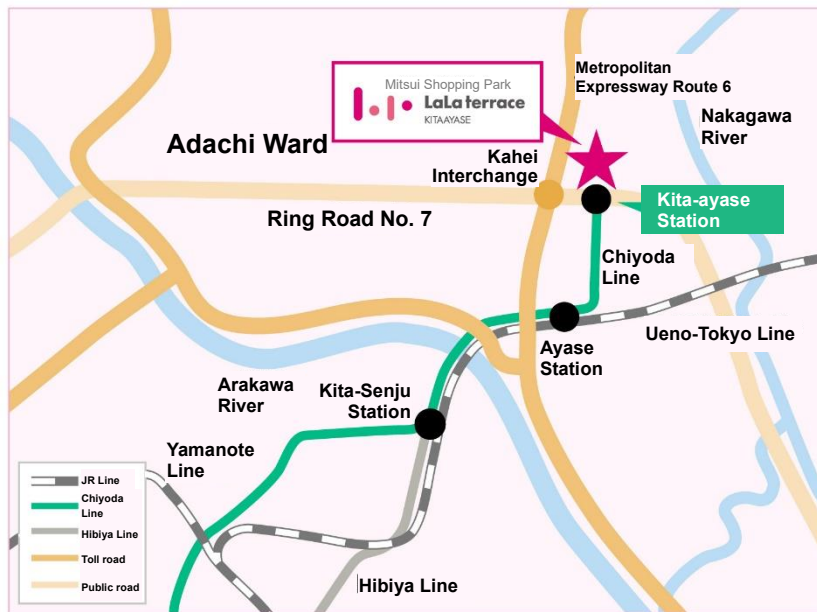 Mitsui Shopping Park
LaLa terrace
KITAAYASE
Metropolitan
Expressway Route 6
Nakagawa
River
Adachi Ward
Kahei
Interchange
Kita-ayase
Station
Ring Road No. 7
Chiyoda
Line
Ueno-Tokyo Line
Ayase
Station
Arakawa
River
Kita-Senju
Station
Yamanote
Line
JR Line
Chiyoda
Line
Hibiya Line
Toll road
Public road
Hibiya Line